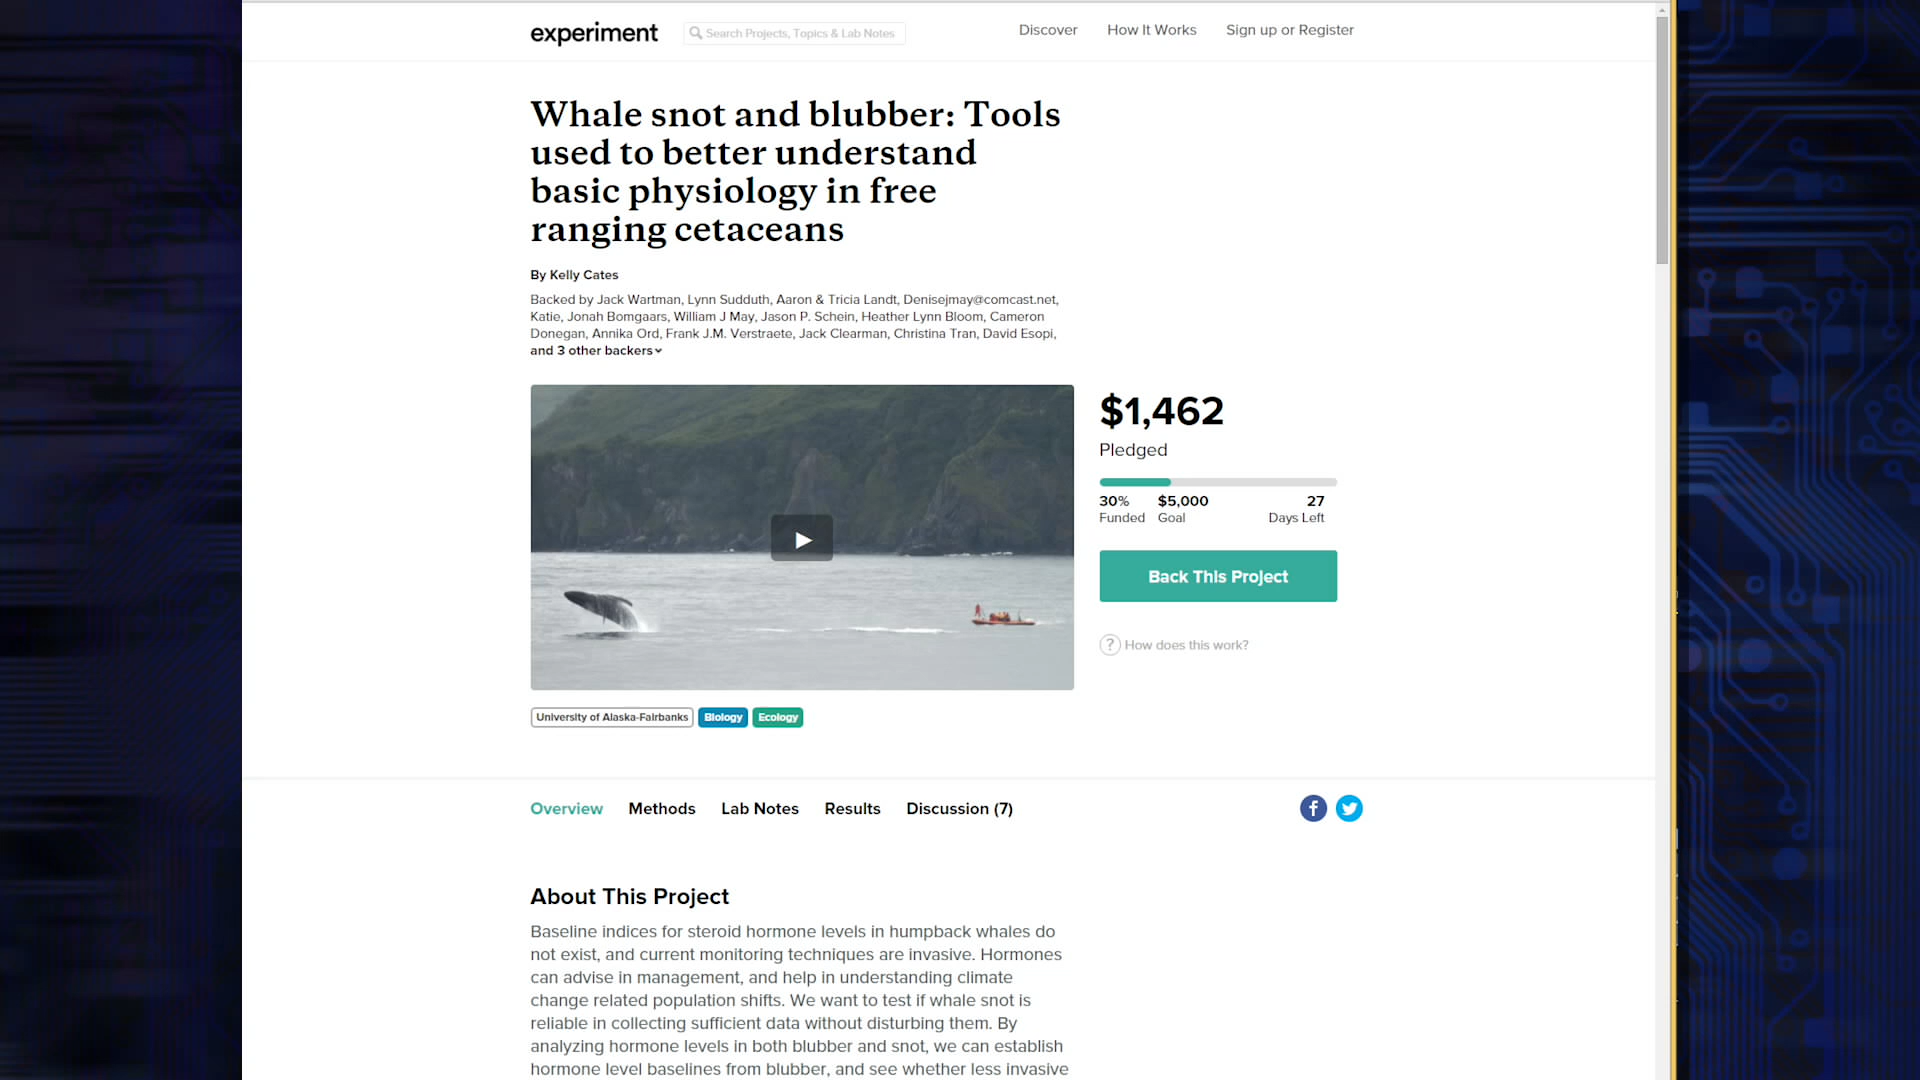 experiment
Search Projects, Topics & Lab Notes
Discover
How It Works
Sign up or Register
Whale snot and blubber: Tools
used to better understand
basic physiology in free
ranging cetaceans
By Kelly Cates
Backed by Jack Wartman, Lynn Sudduth, Aaron & Tricia Landt, Denisejmay@comcast.net,
Katie, Jonah Bomgaars, William J May, Jason P. Schein, Heather Lynn Bloom, Cameron
Donegan, Annika Ord, Frank J.M. Verstraete, Jack Clearman, Christina Tran, David Esopi,
and 3 other backers
$1,462
Pledged
30% $5,000 27
Funded Goal Days Left
Back This Project
? How does this work?
University of Alaska-Fairbanks Biology Ecology
Overview Methods Lab Notes Results Discussion (7)
About This Project
Baseline indices for steroid hormone levels in humpback whales do
not exist, and current monitoring techniques are invasive. Hormones
can advise in management, and help in understanding climate
change related population shifts. We want to test if whale snot is
reliable in collecting sufficient data without disturbing them. By
analyzing hormone levels in both blubber and snot, we can establish
hormone level baselines from blubber, and see whether less invasive